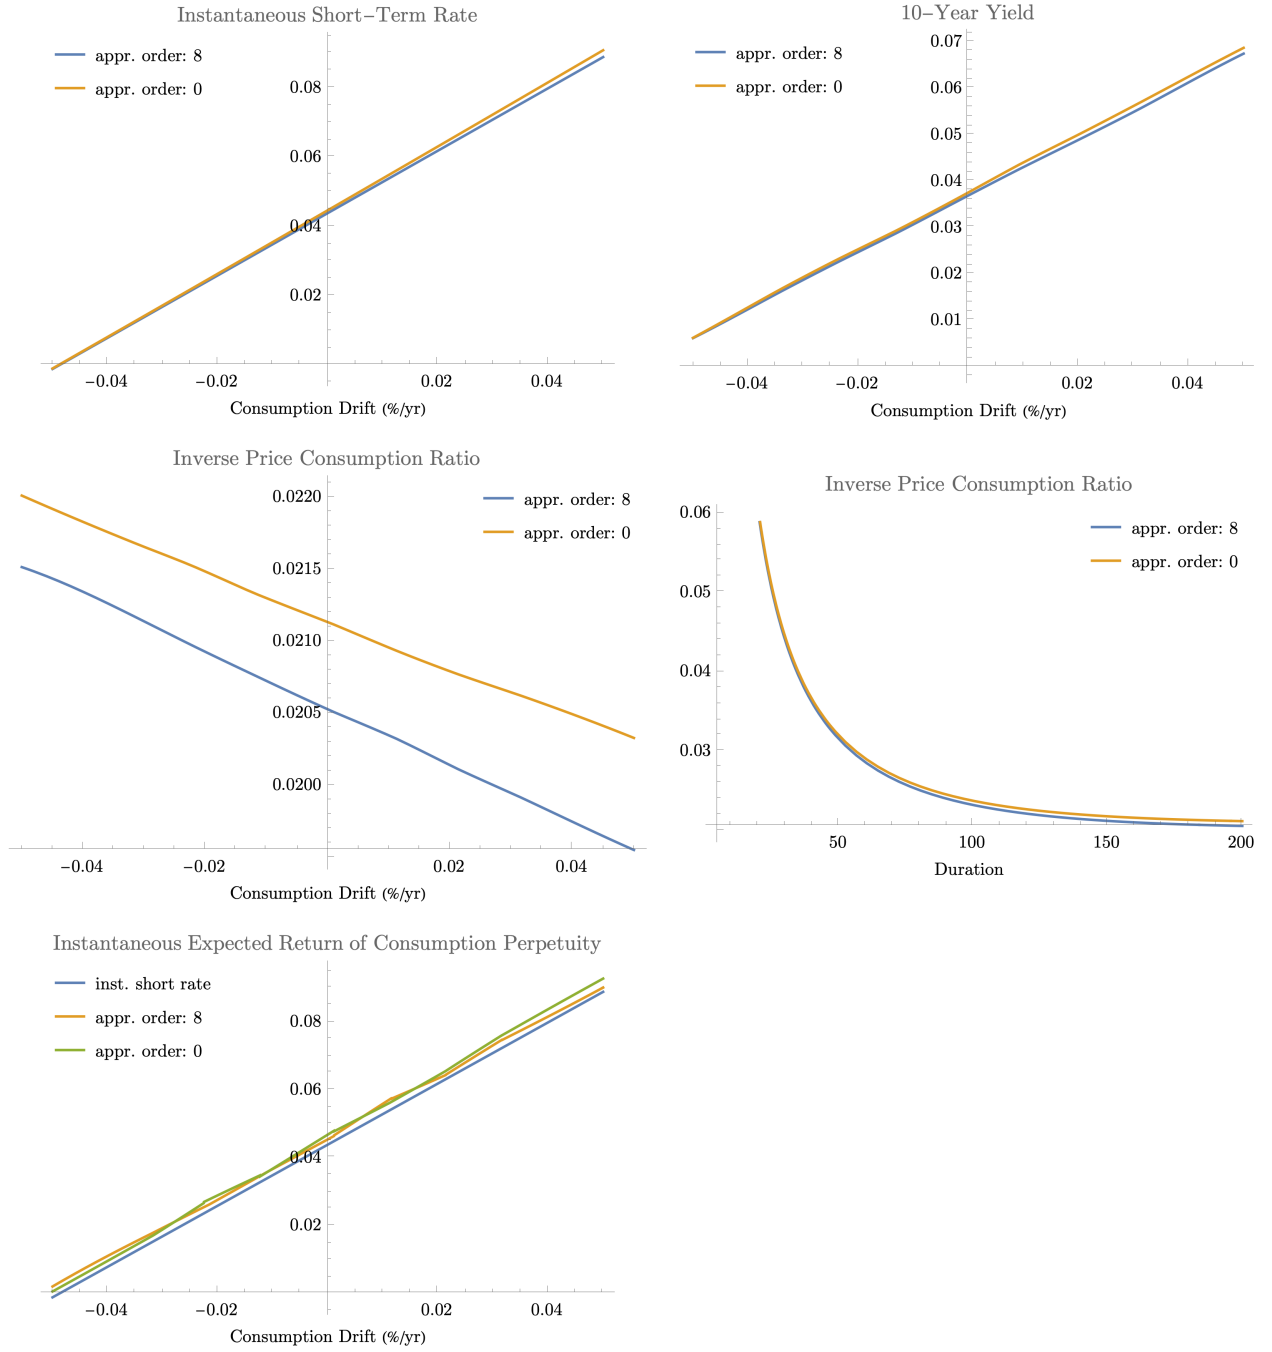 Instantaneous Short−Term Rate
appr. order: 8
appr. order: 0
0.08
0.06
0.04
0.02
−0.04 −0.02 0.02 0.04
Consumption Drift (%/yr)
10−Year Yield
appr. order: 8
appr. order: 0
0.07
0.06
0.05
0.04
0.03
0.02
0.01
−0.04 −0.02 0.02 0.04
Consumption Drift (%/yr)
Inverse Price Consumption Ratio
appr. order: 8
appr. order: 0
0.0220
0.0215
0.0210
0.0205
0.0200
−0.04 −0.02 0.02 0.04
Consumption Drift (%/yr)
Inverse Price Consumption Ratio
appr. order: 8
appr. order: 0
0.06
0.05
0.04
0.03
50 100 150 200
Duration
Instantaneous Expected Return of Consumption Perpetuity
inst. short rate
appr. order: 8
appr. order: 0
0.08
0.06
0.04
0.02
−0.04 −0.02 0.02 0.04
Consumption Drift (%/yr)